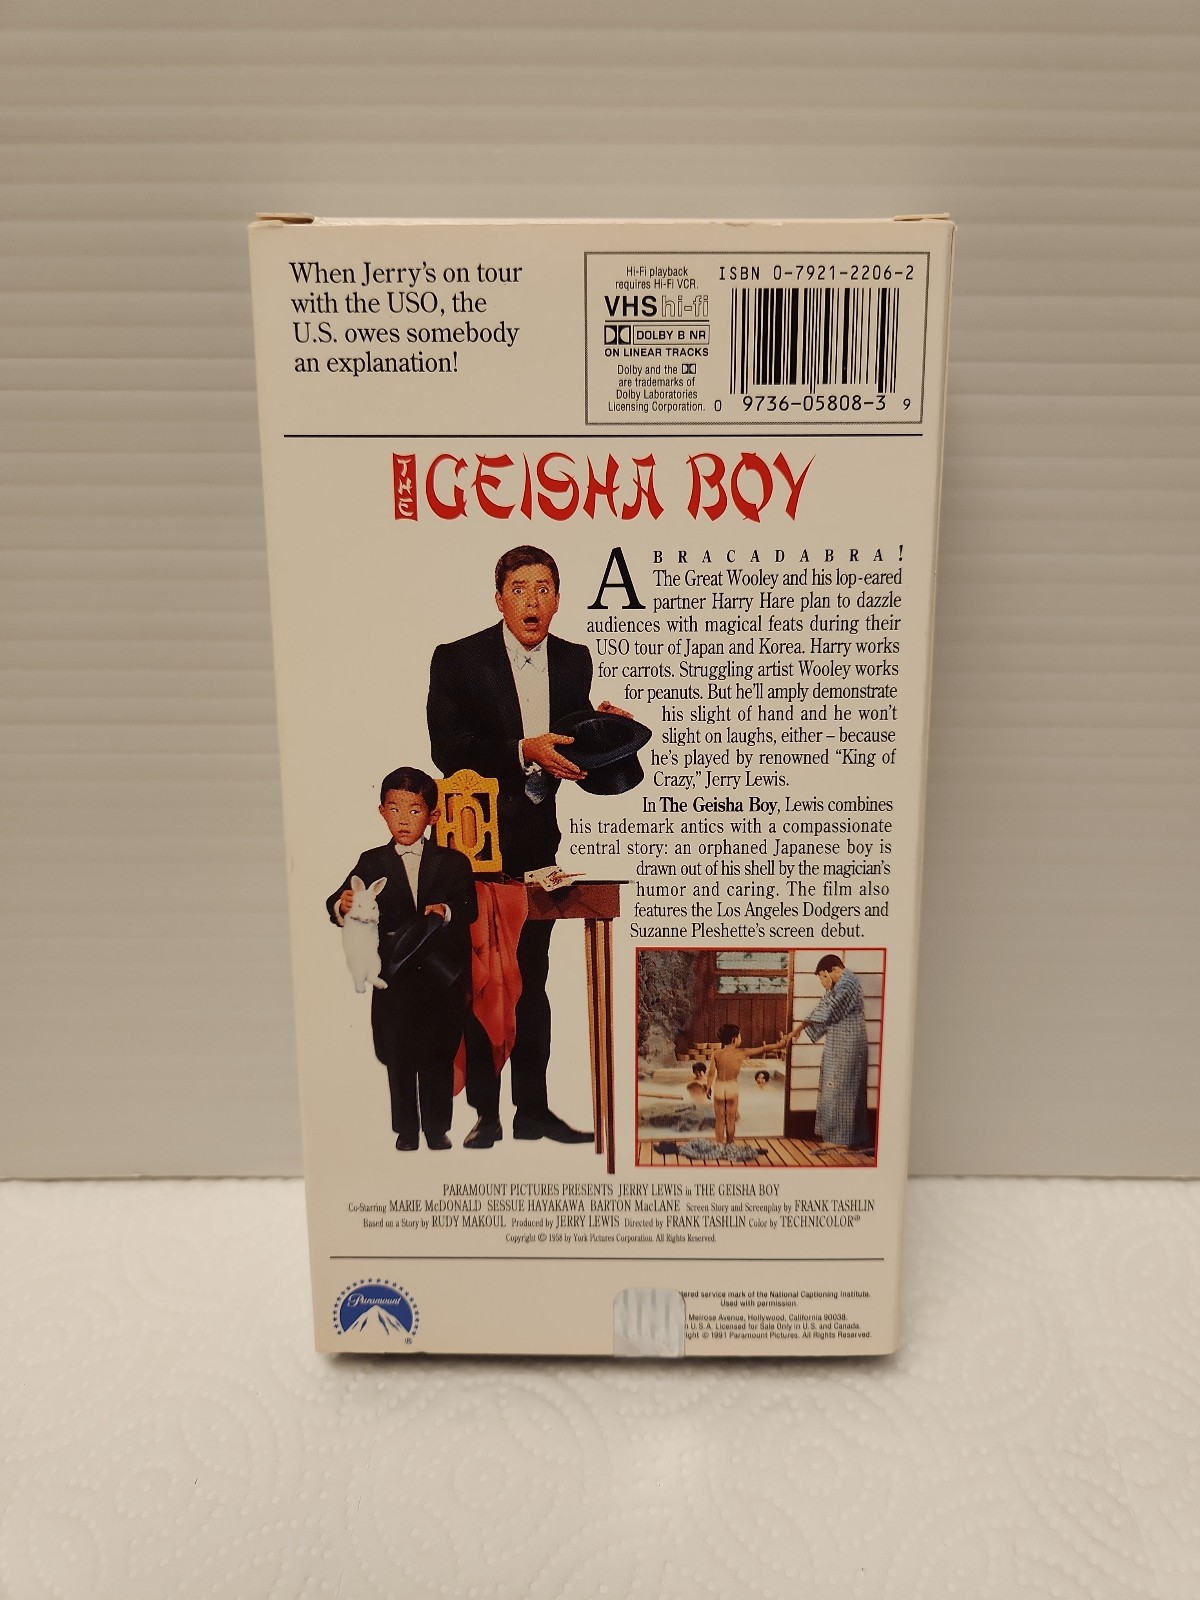 When Jerry's on tour
with the USO, the
U.S. owes somebody
an explanation!
Hi-Fi playback
requires Hi-Fi VCR.
VHS hi-fi
DOLBY B NR
ON LINEAR TRACKS
Dolby and the
are trademarks of
Dolby Laboratories
Licensing Corporation.
ISBN 0-7921-2206-2
0 9736-05808-3 9
THE GEISHA BOY
ABRACADABRA!
The Great Wooley and his lop-eared
partner Harry Hare plan to dazzle
audiences with magical feats during their
USO tour of Japan and Korea. Harry works
for carrots. Struggling artist Wooley works
for peanuts. But he'll amply demonstrate
his slight of hand and he won't
slight on laughs, either – because
he's played by renowned "King of
Crazy," Jerry Lewis.
In The Geisha Boy, Lewis combines
his trademark antics with a compassionate
central story: an orphaned Japanese boy is
drawn out of his shell by the magician's
humor and caring. The film also
features the Los Angeles Dodgers and
Suzanne Pleshette's screen debut.
PARAMOUNT PICTURES PRESENTS JERRY LEWIS in THE GEISHA BOY
Co-Starring MARIE McDONALD SESSUE HAYAKAWA BARTON MacLANE Screen Story and Screenplay by FRANK TASHLIN
Based on a Story by RUDY MAKOUL Produced by JERRY LEWIS Directed by FRANK TASHLIN Color by TECHNICOLOR®
Copyright © 1958 by York Pictures Corporation. All Rights Reserved.
Paramount
®
service mark of the National Captioning Institute.
Used with permission.
Melrose Avenue, Hollywood, California 90038.
U.S.A. Licensed for Sale Only in U.S. and Canada.
© 1991 Paramount Pictures. All Rights Reserved.